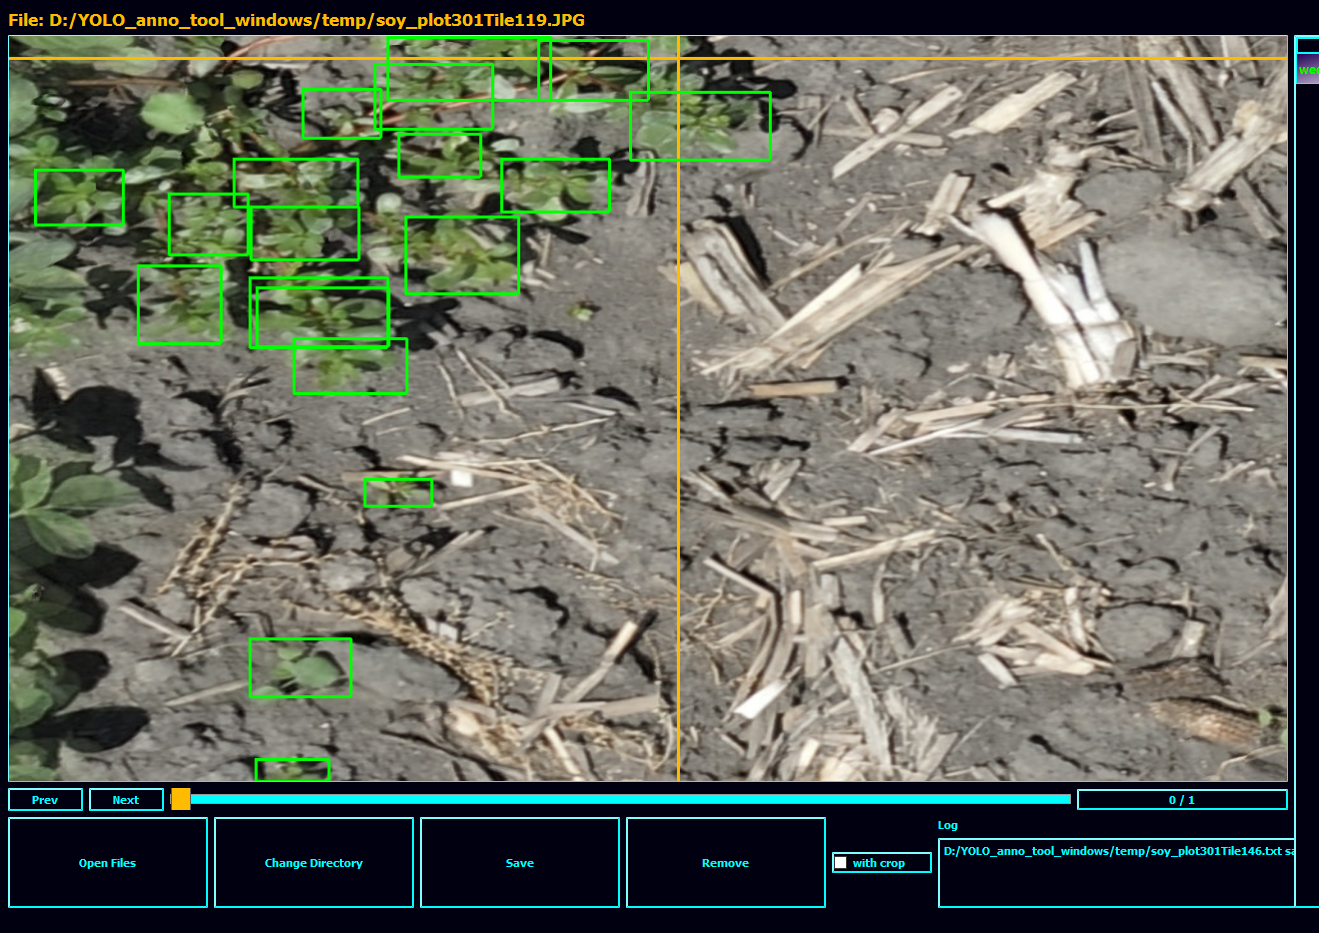 File: D:/YOLO_anno_tool_windows/temp/soy_plot301Tile119.JPG
Prev
Next
0 / 1
Open Files
Change Directory
Save
Remove
with crop
Log
D:/YOLO_anno_tool_windows/temp/soy_plot301Tile146.txt